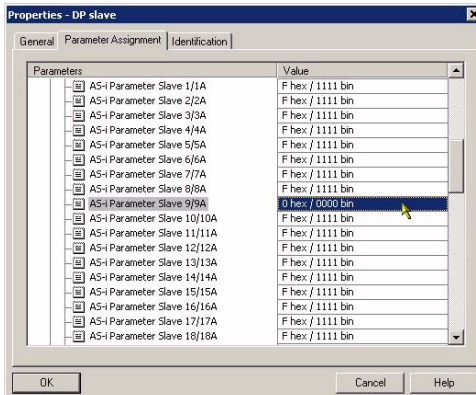 Properties - DP slave
General Parameter Assignment Identification
Parameters Value
AS-i Parameter Slave 1/1A F hex / 1111 bin
AS-i Parameter Slave 2/2A F hex / 1111 bin
AS-i Parameter Slave 3/3A F hex / 1111 bin
AS-i Parameter Slave 4/4A F hex / 1111 bin
AS-i Parameter Slave 5/5A F hex / 1111 bin
AS-i Parameter Slave 6/6A F hex / 1111 bin
AS-i Parameter Slave 7/7A F hex / 1111 bin
AS-i Parameter Slave 8/8A F hex / 1111 bin
AS-i Parameter Slave 9/9A 0 hex / 0000 bin
AS-i Parameter Slave 10/10A F hex / 1111 bin
AS-i Parameter Slave 11/11A F hex / 1111 bin
AS-i Parameter Slave 12/12A F hex / 1111 bin
AS-i Parameter Slave 13/13A F hex / 1111 bin
AS-i Parameter Slave 14/14A F hex / 1111 bin
AS-i Parameter Slave 15/15A F hex / 1111 bin
AS-i Parameter Slave 16/16A F hex / 1111 bin
AS-i Parameter Slave 17/17A F hex / 1111 bin
AS-i Parameter Slave 18/18A F hex / 1111 bin
OK Cancel Help